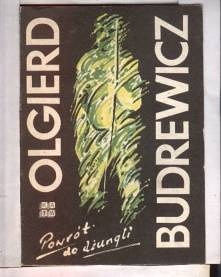 OLGIERD
BUDREWICZ
Powrót
do dżungli